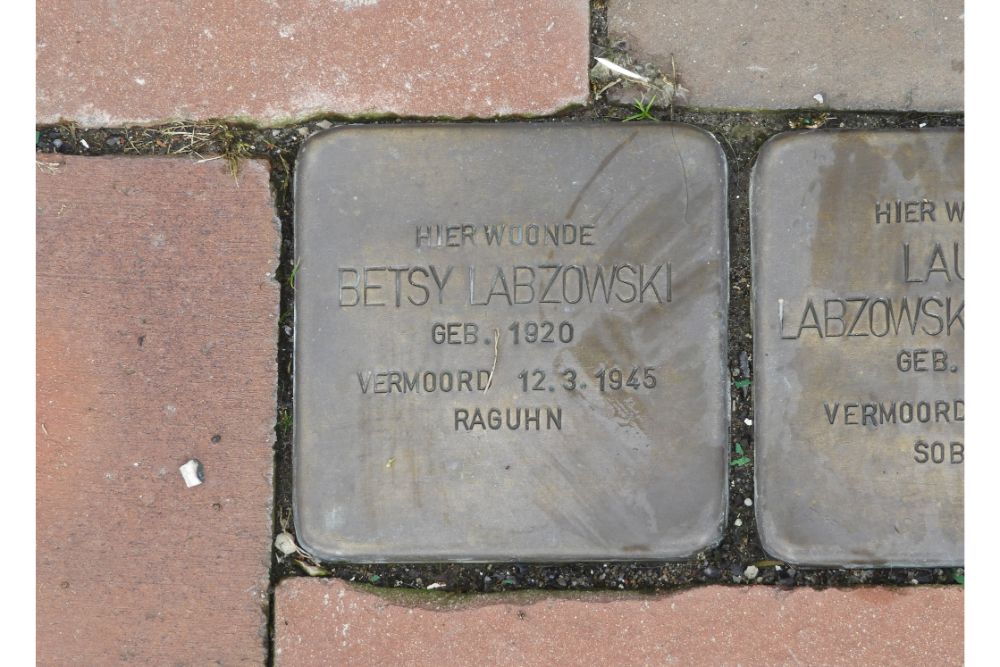 HIER WOONDE
BETSY LABZOWSKI
GEB. 1920
VERMOORD 12.3.1945
RAGUHN
HIER W
LAU
LABZOWSK
GEB.
VERMOORD
SOB